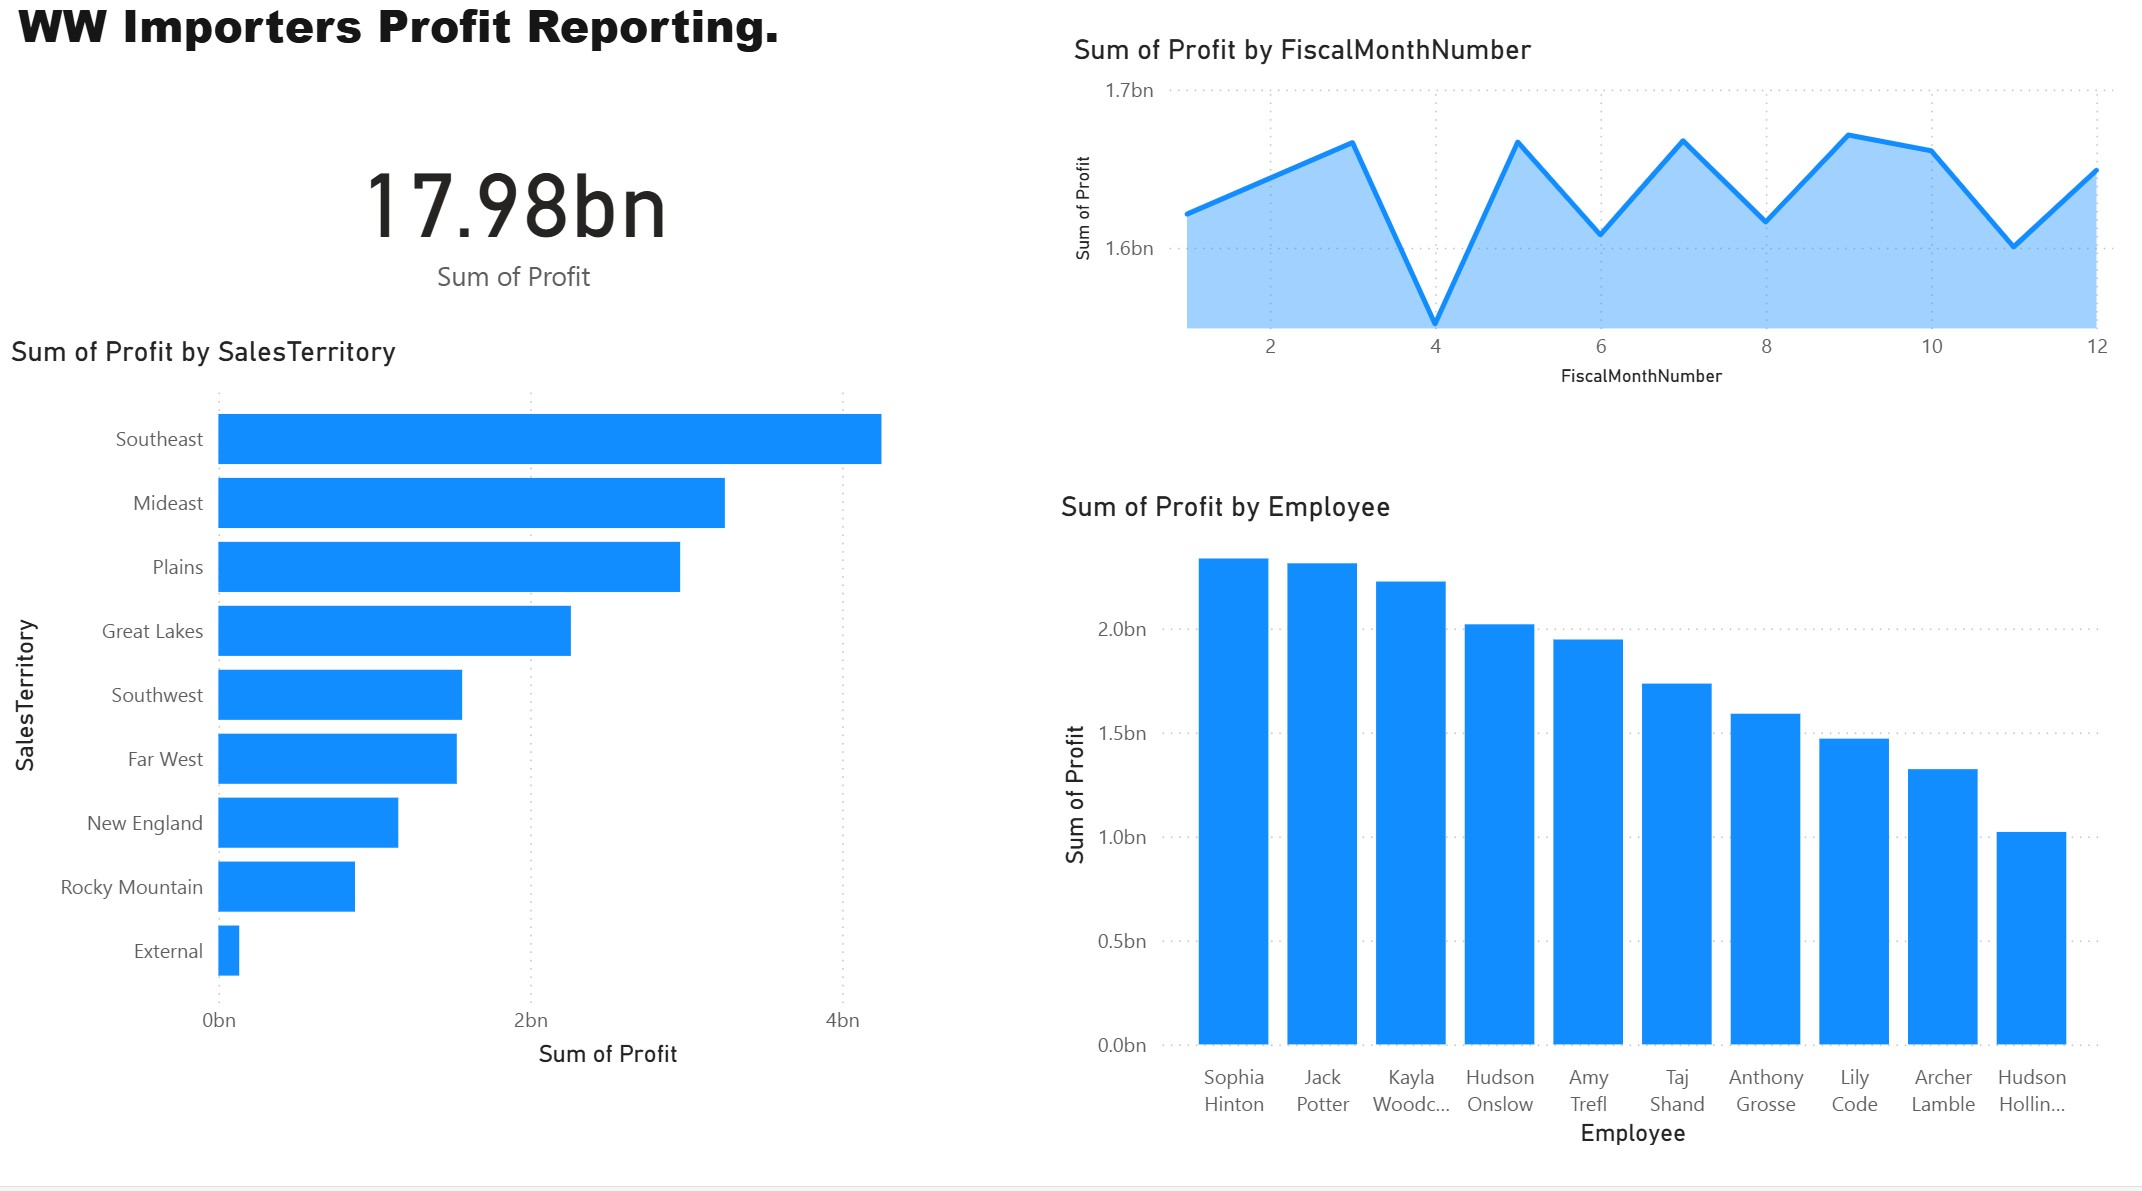 WW Importers Profit Reporting.
17.98bn
Sum of Profit
Sum of Profit by FiscalMonthNumber
1.7bn
1.6bn
Sum of Profit
2 4 6 8 10 12
FiscalMonthNumber
Sum of Profit by SalesTerritory
SalesTerritory
Southeast
Mideast
Plains
Great Lakes
Southwest
Far West
New England
Rocky Mountain
External
0bn 2bn 4bn
Sum of Profit
Sum of Profit by Employee
Sum of Profit
2.0bn
1.5bn
1.0bn
0.5bn
0.0bn
Sophia Jack Kayla Hudson Amy Taj Anthony Lily Archer Hudson
Hinton Potter Woodc... Onslow Trefl Shand Grosse Code Lamble Hollin...
Employee